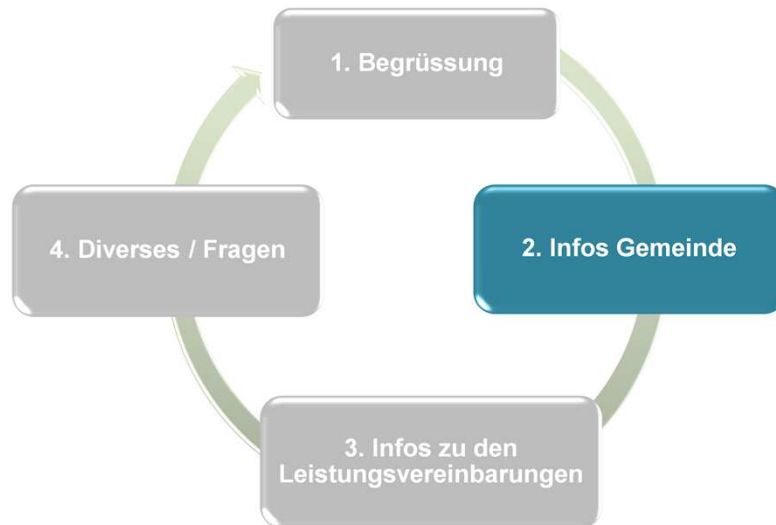 1. Begrüssung
2. Infos Gemeinde
3. Infos zu den
Leistungsvereinbarungen
4. Diverses / Fragen